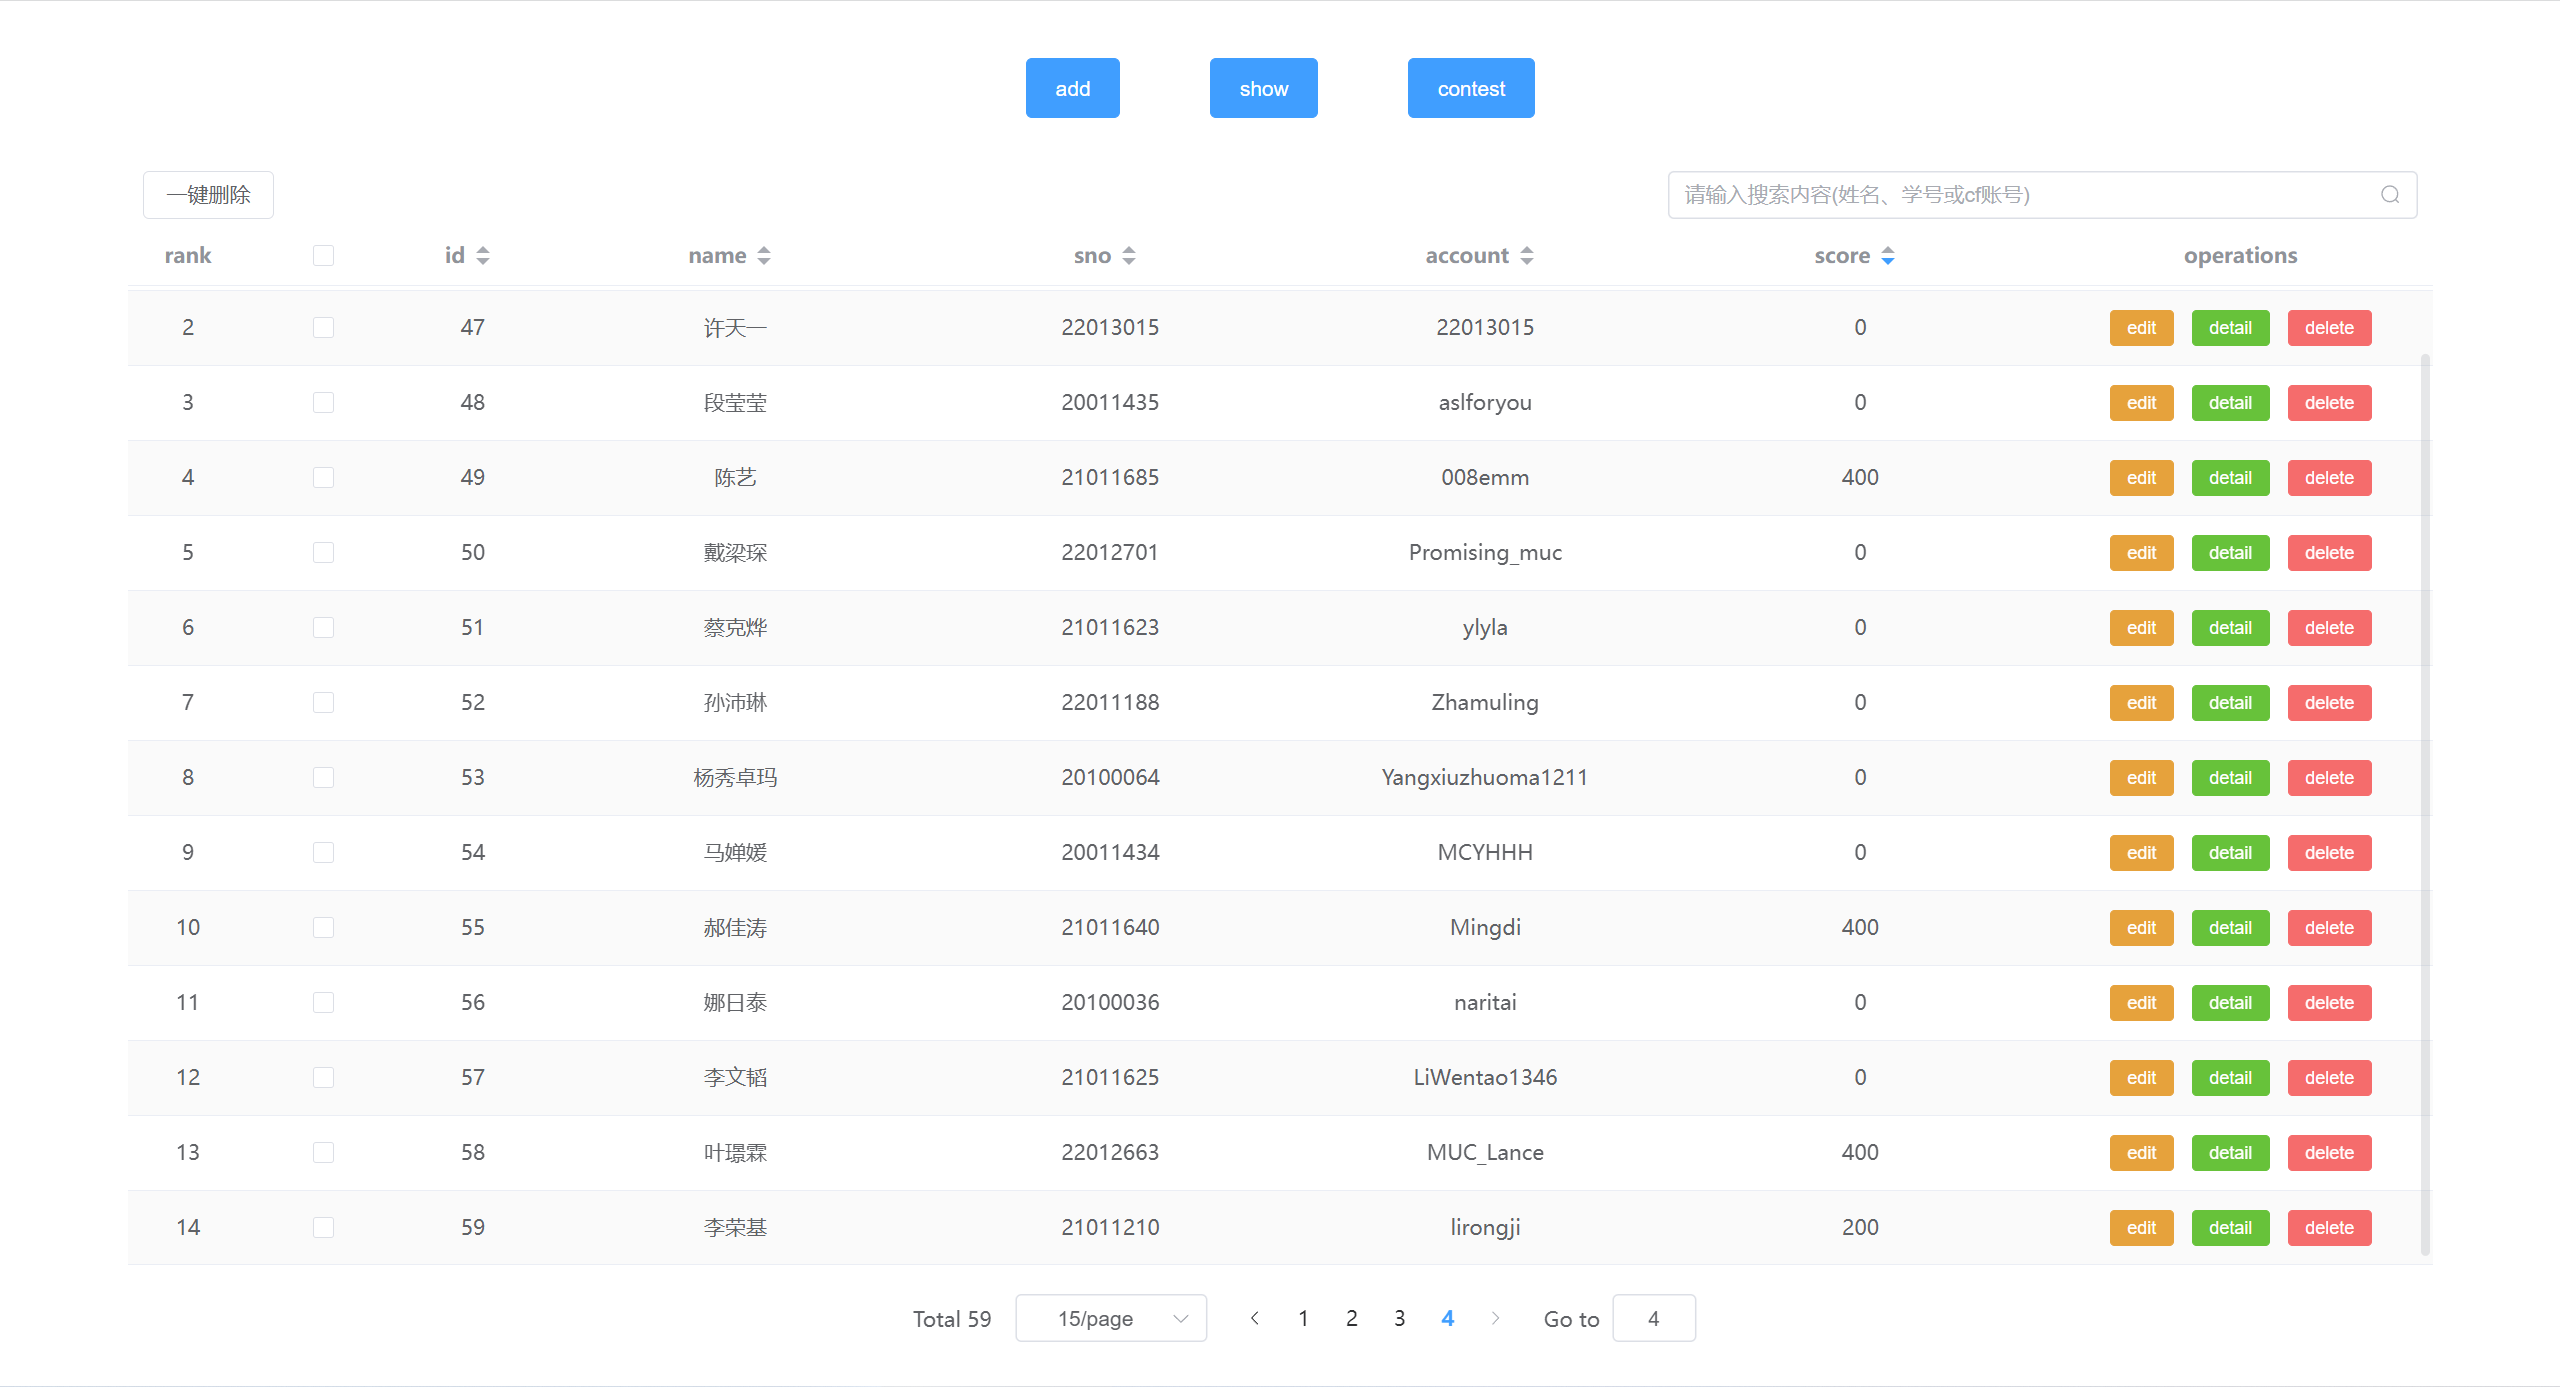 add show contest
一键删除 请输入搜索内容(姓名、学号或cf账号)
rank id name sno account score operations
2 47 许天一 22013015 22013015 0 edit detail delete
3 48 段莹莹 20011435 aslforyou 0 edit detail delete
4 49 陈艺 21011685 008emm 400 edit detail delete
5 50 戴梁琛 22012701 Promising_muc 0 edit detail delete
6 51 蔡克烨 21011623 ylyla 0 edit detail delete
7 52 孙沛琳 22011188 Zhamuling 0 edit detail delete
8 53 杨秀卓玛 20100064 Yangxiuzhuoma1211 0 edit detail delete
9 54 马婵媛 20011434 MCYHHH 0 edit detail delete
10 55 郝佳涛 21011640 Mingdi 400 edit detail delete
11 56 娜日泰 20100036 naritai 0 edit detail delete
12 57 李文韬 21011625 LiWentao1346 0 edit detail delete
13 58 叶璟霖 22012663 MUC_Lance 400 edit detail delete
14 59 李荣基 21011210 lirongji 200 edit detail delete
Total 59 15/page 1 2 3 4 Go to 4